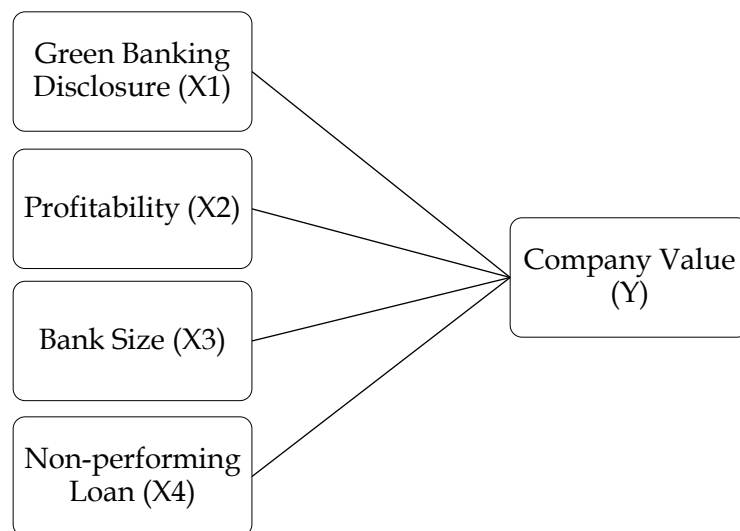 Green Banking
Disclosure (X1)
Profitability (X2)
Company Value
(Y)
Bank Size (X3)
Non-performing
Loan (X4)